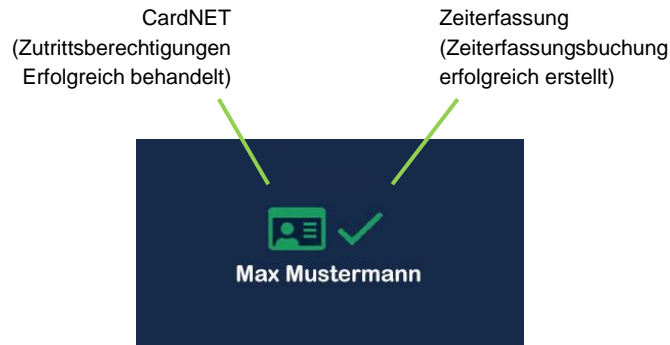 CardNET
(Zutrittsberechtigungen
Erfolgreich behandelt)
Zeiterfassung
(Zeiterfassungsbuchung
erfolgreich erstellt)
Max Mustermann